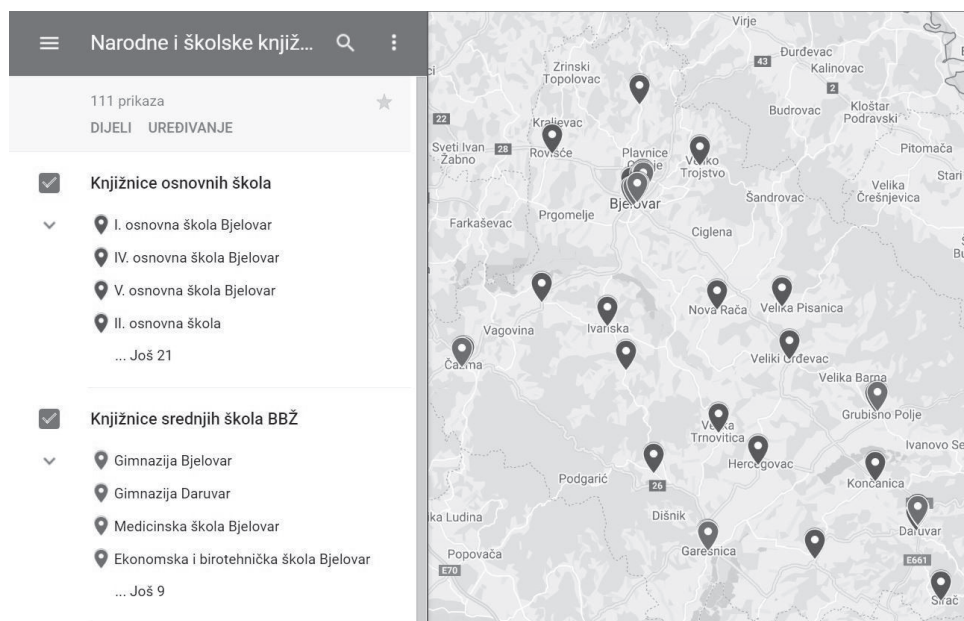 Narodne i školske knjiž...
111 prikaza
DIJELI UREĐIVANJE
Knjižnice osnovnih škola
I. osnovna škola Bjelovar
IV. osnovna škola Bjelovar
V. osnovna škola Bjelovar
II. osnovna škola
... Još 21
Knjižnice srednjih škola BBŽ
Gimnazija Bjelovar
Gimnazija Daruvar
Medicinska škola Bjelovar
Ekonomska i birotehnička škola Bjelovar
... Još 9
Virje
Đurđevac
43
Kalinovac
Zrinski
Topolovac
2
Budrovac
Kloštar
Podravski
22
Kraljevac
Sveti Ivan
Žabno
28
Rovišće
Plavnice
Veliko
Trojstvo
Pitomača
Stari
Velika
Črešnjevica
Šandrovac
Bjelovar
Prgomelje
Farkaševac
Ciglena
Nova Rača
Velika Pisanica
Vagovina
Ivanska
Čazma
Veliki Grđevac
Velika Barna
Grubišno Polje
Velika
Trnovitica
Ivanovo Se
Hercegovac
Končanica
Podgarić
26
Dišnik
ka Ludina
Daruvar
Garešnica
Popovača
E70
E661
Sirač